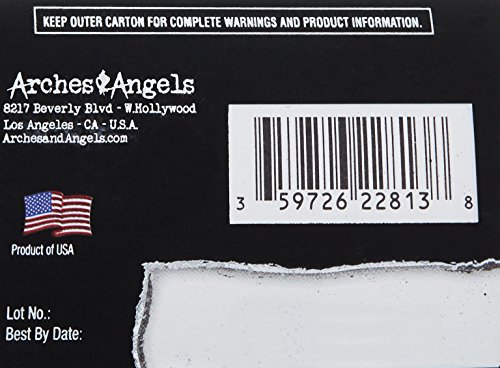 KEEP OUTER CARTON FOR COMPLETE WARNINGS AND PRODUCT INFORMATION.
Arches Angels
8217 Beverly Blvd - W.Hollywood
Los Angeles - CA - U.S.A.
ArchesandAngels.com
3 59726 22813 8
Product of USA
Lot No.:
Best By Date: